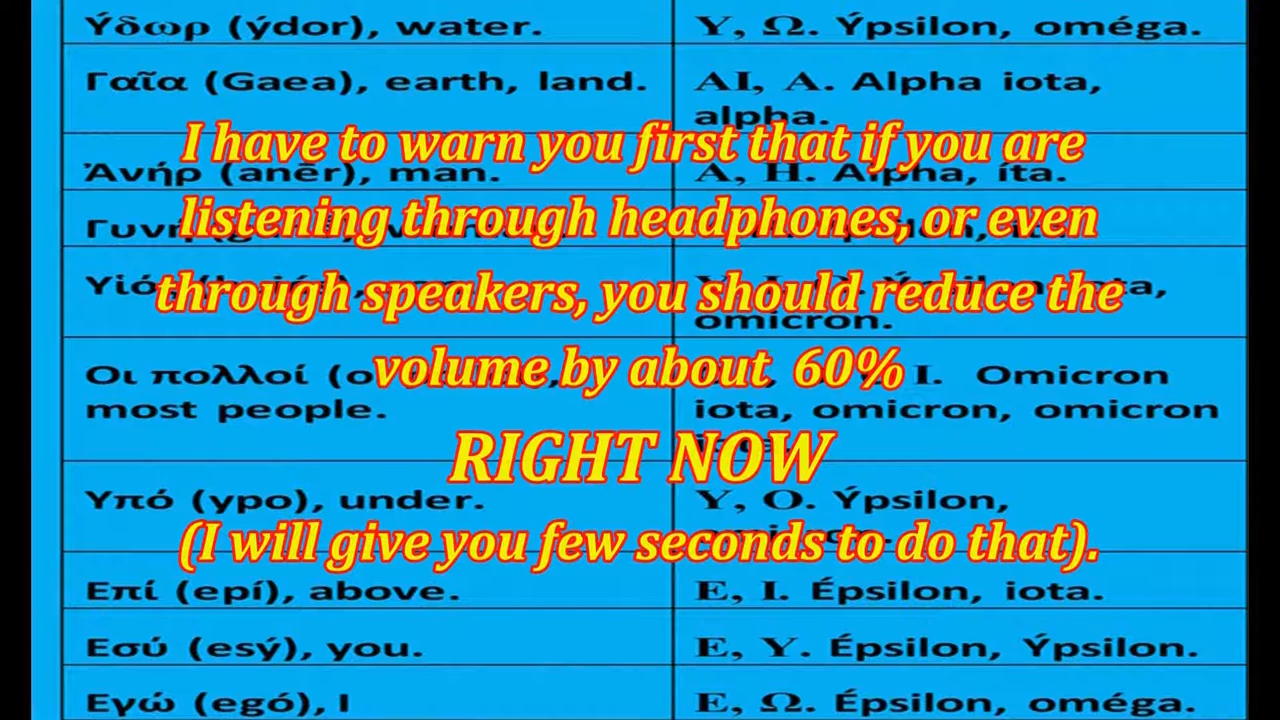 Ýδωρ (ýdor), water.
Υ, Ω. Ýpsilon, oméga.
Γαῖα (Gaea), earth, land.
ΑΙ, Α. Alpha iota,
alpha.
I have to warn you first that if you are
Ἀνήρ (anēr), man.
Α, Η. Alpha, íta.
listening through headphones, or even
through speakers, you should reduce the
omicron.
volume by about 60%
Οι πολλοί
Ι. Omicron
most people.
iota, omicron, omicron
RIGHT NOW
Υπό (ypo), under.
Υ, Ο. Ýpsilon,
(I will give you few seconds to do that).
Επί (epí), above.
Ε, Ι. Épsilon, iota.
Εσύ (esý), you.
Ε, Υ. Épsilon, Ýpsilon.
Εγώ (egó), I
Ε, Ω. Épsilon, oméga.